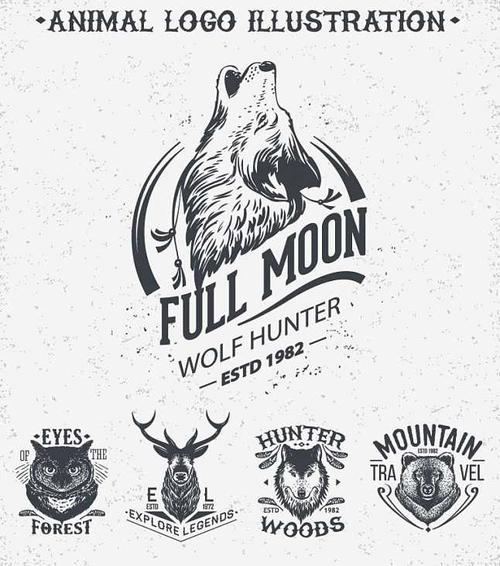 ·ANIMAL LOGO ILLUSTRATION·
FULL MOON
WOLF HUNTER
— ESTD 1982 —
·EYES·
OF THE
FOREST
E L
ESTD 1972
·EXPLORE LEGENDS·
HUNTER
ESTD 1982
WOODS
MOUNTAIN
ESTD 1982
TRA VEL